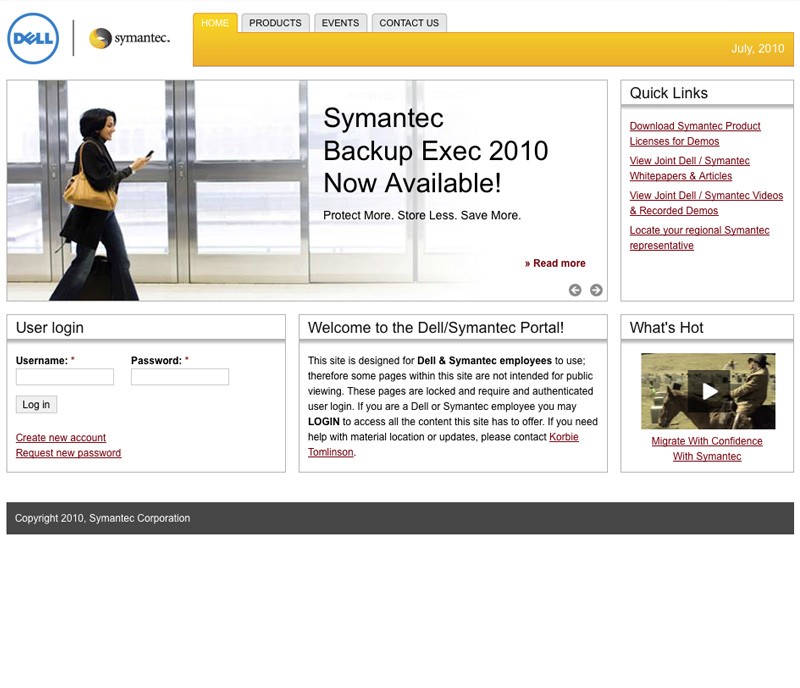 DELL
symantec.
HOME
PRODUCTS
EVENTS
CONTACT US
July, 2010
Symantec
Backup Exec 2010
Now Available!
Protect More. Store Less. Save More.
» Read more
Quick Links
Download Symantec Product
Licenses for Demos
View Joint Dell / Symantec
Whitepapers & Articles
View Joint Dell / Symantec Videos
& Recorded Demos
Locate your regional Symantec
representative
User login
Username: *
Password: *
Log in
Create new account
Request new password
Welcome to the Dell/Symantec Portal!
This site is designed for Dell & Symantec employees to use;
therefore some pages within this site are not intended for public
viewing. These pages are locked and require and authenticated
user login. If you are a Dell or Symantec employee you may
LOGIN to access all the content this site has to offer. If you need
help with material location or updates, please contact Korbie
Tomlinson.
What's Hot
Migrate With Confidence
With Symantec
Copyright 2010, Symantec Corporation